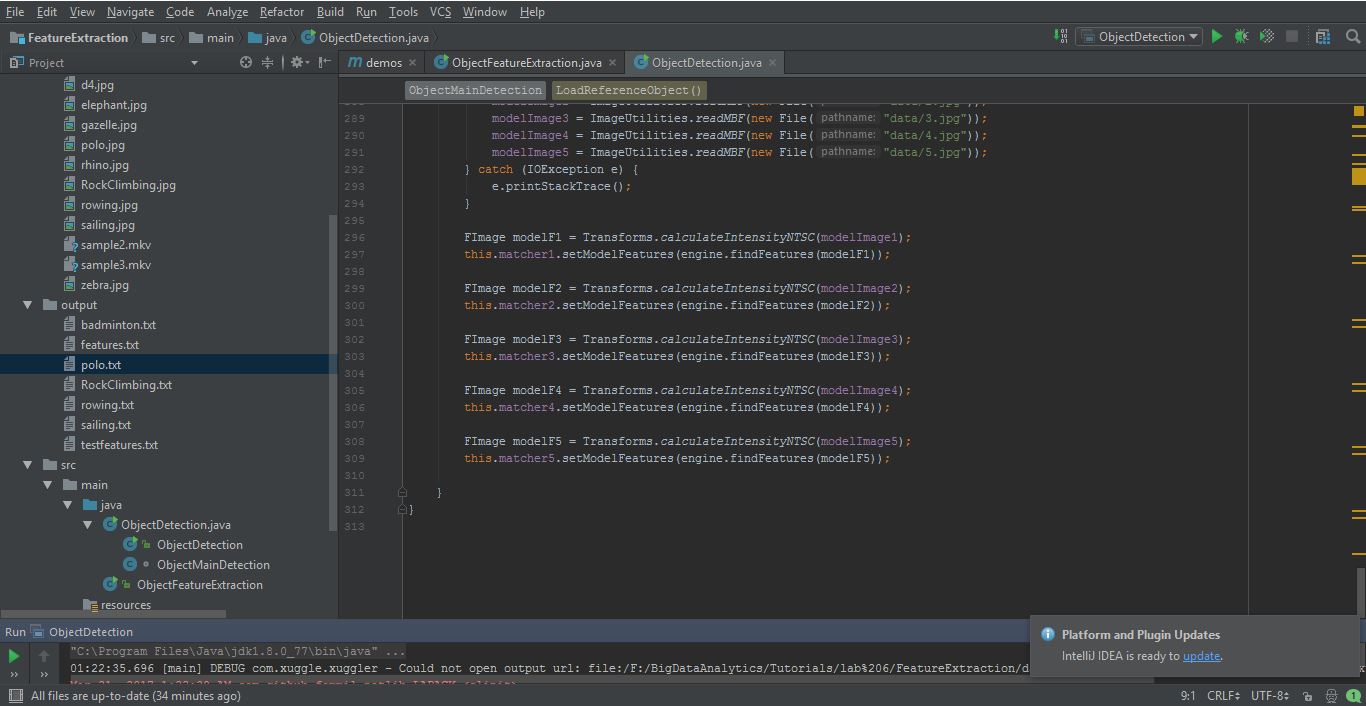 File Edit View Navigate Code Analyze Refactor Build Run Tools VCS Window Help
FeatureExtraction src main java ObjectDetection.java
ObjectDetection
Project
m demos × ObjectFeatureExtraction.java × ObjectDetection.java ×
ObjectMainDetection LoadReferenceObject()
d4.jpg
elephant.jpg
gazelle.jpg
polo.jpg
rhino.jpg
RockClimbing.jpg
rowing.jpg
sailing.jpg
sample2.mkv
sample3.mkv
zebra.jpg
output
badminton.txt
features.txt
polo.txt
RockClimbing.txt
rowing.txt
sailing.txt
testfeatures.txt
src
main
java
ObjectDetection.java
ObjectDetection
ObjectMainDetection
ObjectFeatureExtraction
resources
289 modelImage3 = ImageUtilities.readMBF(new File( pathname: "data/3.jpg"));
290 modelImage4 = ImageUtilities.readMBF(new File( pathname: "data/4.jpg"));
291 modelImage5 = ImageUtilities.readMBF(new File( pathname: "data/5.jpg"));
292 } catch (IOException e) {
293 e.printStackTrace();
294 }
295
296 FImage modelF1 = Transforms.calculateIntensityNTSC(modelImage1);
297 this.matcher1.setModelFeatures(engine.findFeatures(modelF1));
298
299 FImage modelF2 = Transforms.calculateIntensityNTSC(modelImage2);
300 this.matcher2.setModelFeatures(engine.findFeatures(modelF2));
301
302 FImage modelF3 = Transforms.calculateIntensityNTSC(modelImage3);
303 this.matcher3.setModelFeatures(engine.findFeatures(modelF3));
304
305 FImage modelF4 = Transforms.calculateIntensityNTSC(modelImage4);
306 this.matcher4.setModelFeatures(engine.findFeatures(modelF4));
307
308 FImage modelF5 = Transforms.calculateIntensityNTSC(modelImage5);
309 this.matcher5.setModelFeatures(engine.findFeatures(modelF5));
310
311 }
312 }
313
Run ObjectDetection
"C:\Program Files\Java\jdk1.8.0_77\bin\java" ...
01:22:35.696 [main] DEBUG com.xuggle.xuggler - Could not open output url: file:/F:/BigDataAnalytics/Tutorials/lab%206/FeatureExtraction/d
Platform and Plugin Updates
IntelliJ IDEA is ready to update.
All files are up-to-date (34 minutes ago)
9:1 CRLF UTF-8 1